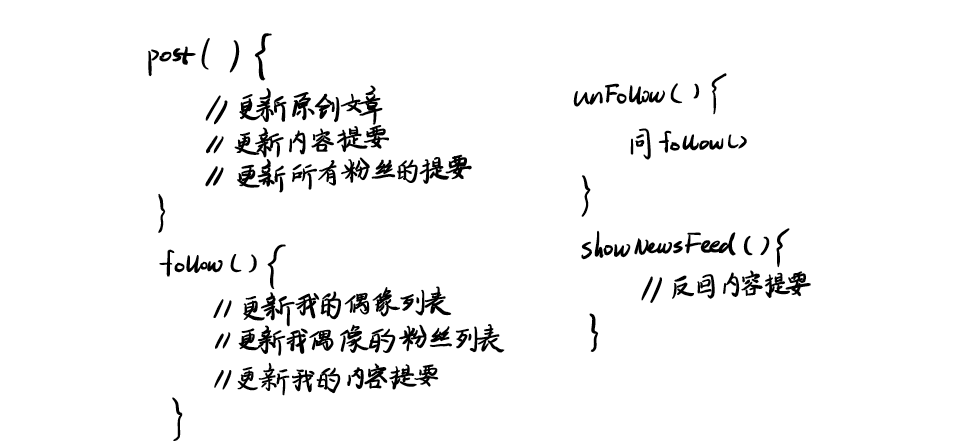 post( ) {
// 更新原创文章
// 更新内容提要
// 更新所有粉丝的提要
}
follow( ) {
// 更新我的偶像列表
// 更新我偶像的粉丝列表
// 更新我的内容提要
}
unFollow( ) {
同 follow( )
}
showNewsFeed( ) {
// 反回内容提要
}